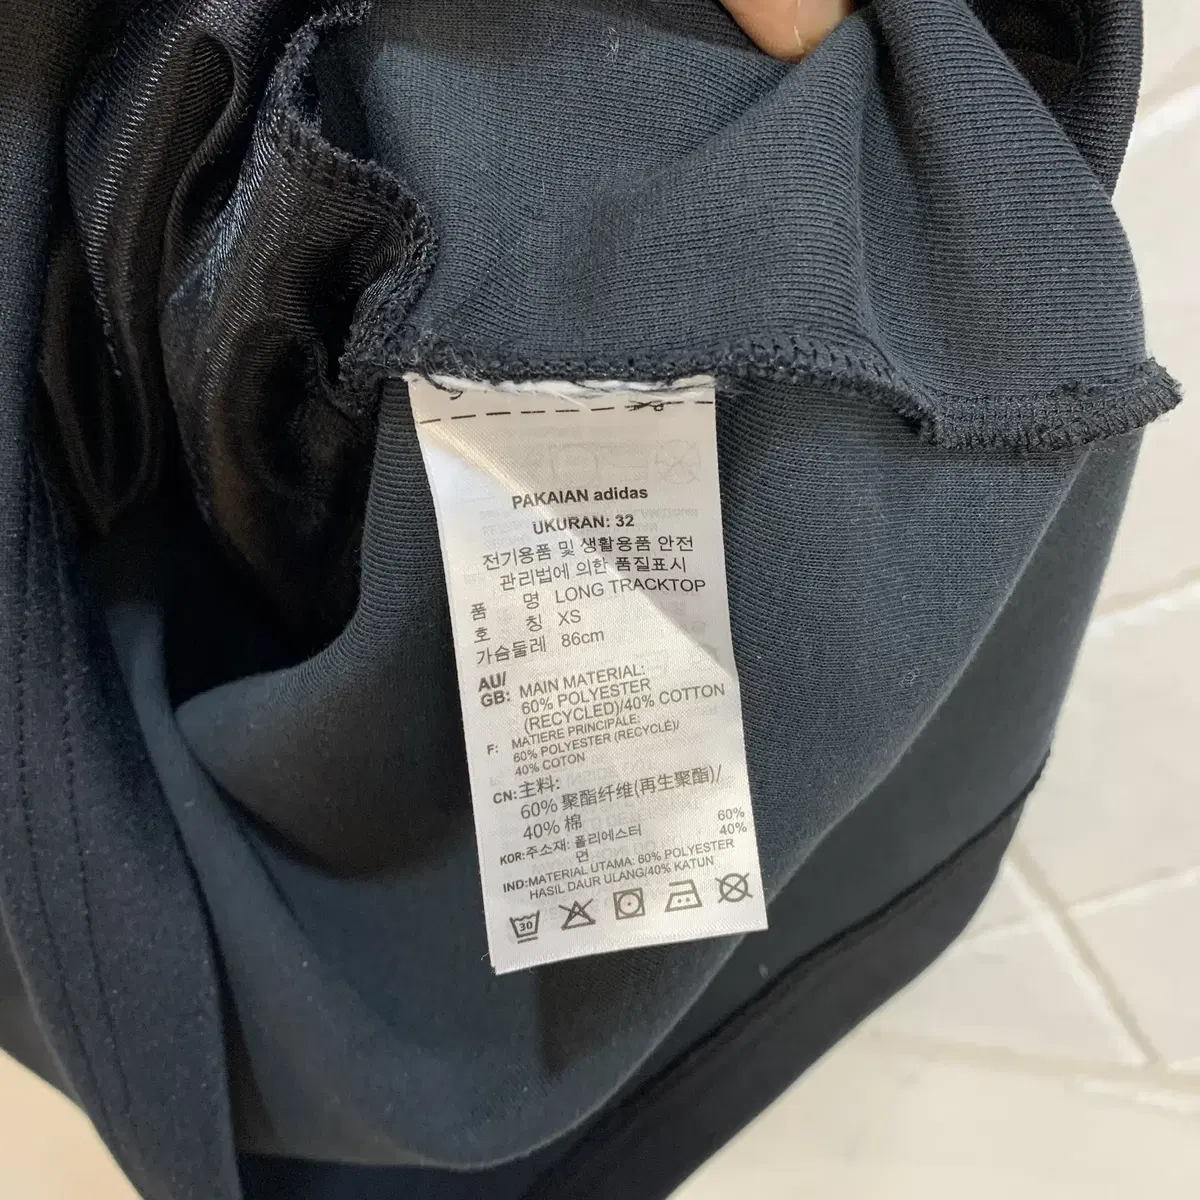 PAKAIAN adidas
UKURAN: 32
전기용품 및 생활용품 안전
관리법에 의한 품질표시
품 명 LONG TRACKTOP
호 칭 XS
가슴둘레 86cm
AU/
GB: MAIN MATERIAL:
60% POLYESTER
(RECYCLED)/40% COTTON
F: MATIERE PRINCIPALE:
60% POLYESTER (RECYCLÉ)/
40% COTON
CN:主料:
60% 聚酯纤维(再生聚酯)/
40% 棉
KOR:주소재: 폴리에스터 60%
면 40%
IND:MATERIAL UTAMA: 60% POLYESTER
HASIL DAUR ULANG/40% KATUN
30